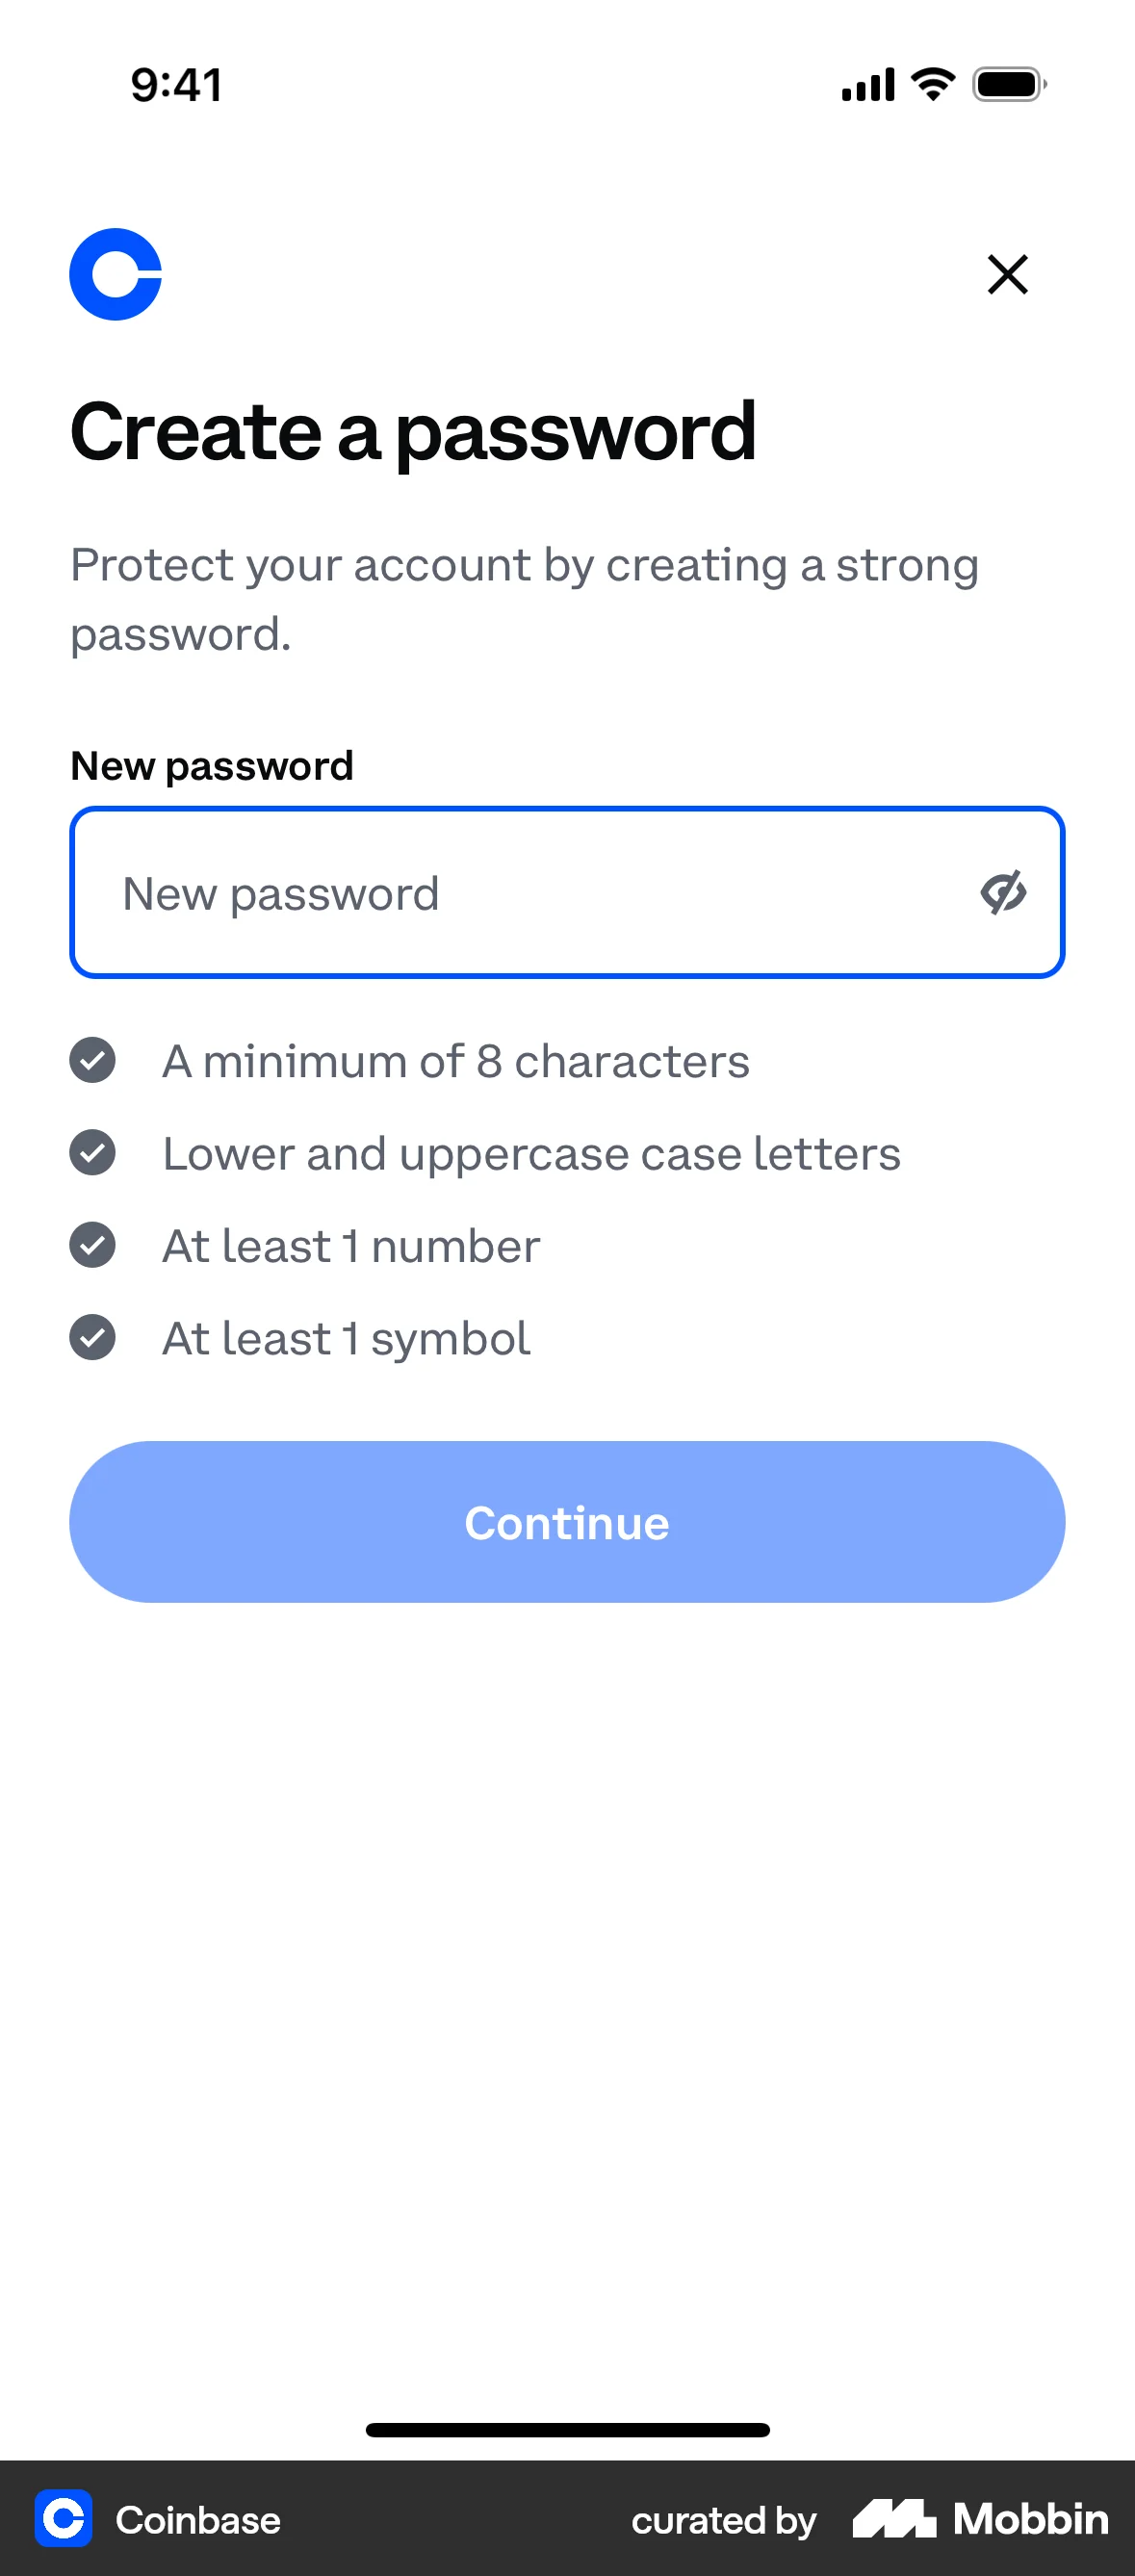 9:41
Create a password
Protect your account by creating a strong
password.
New password
New password
A minimum of 8 characters
Lower and uppercase case letters
At least 1 number
At least 1 symbol
Continue
Coinbase
curated by Mobbin